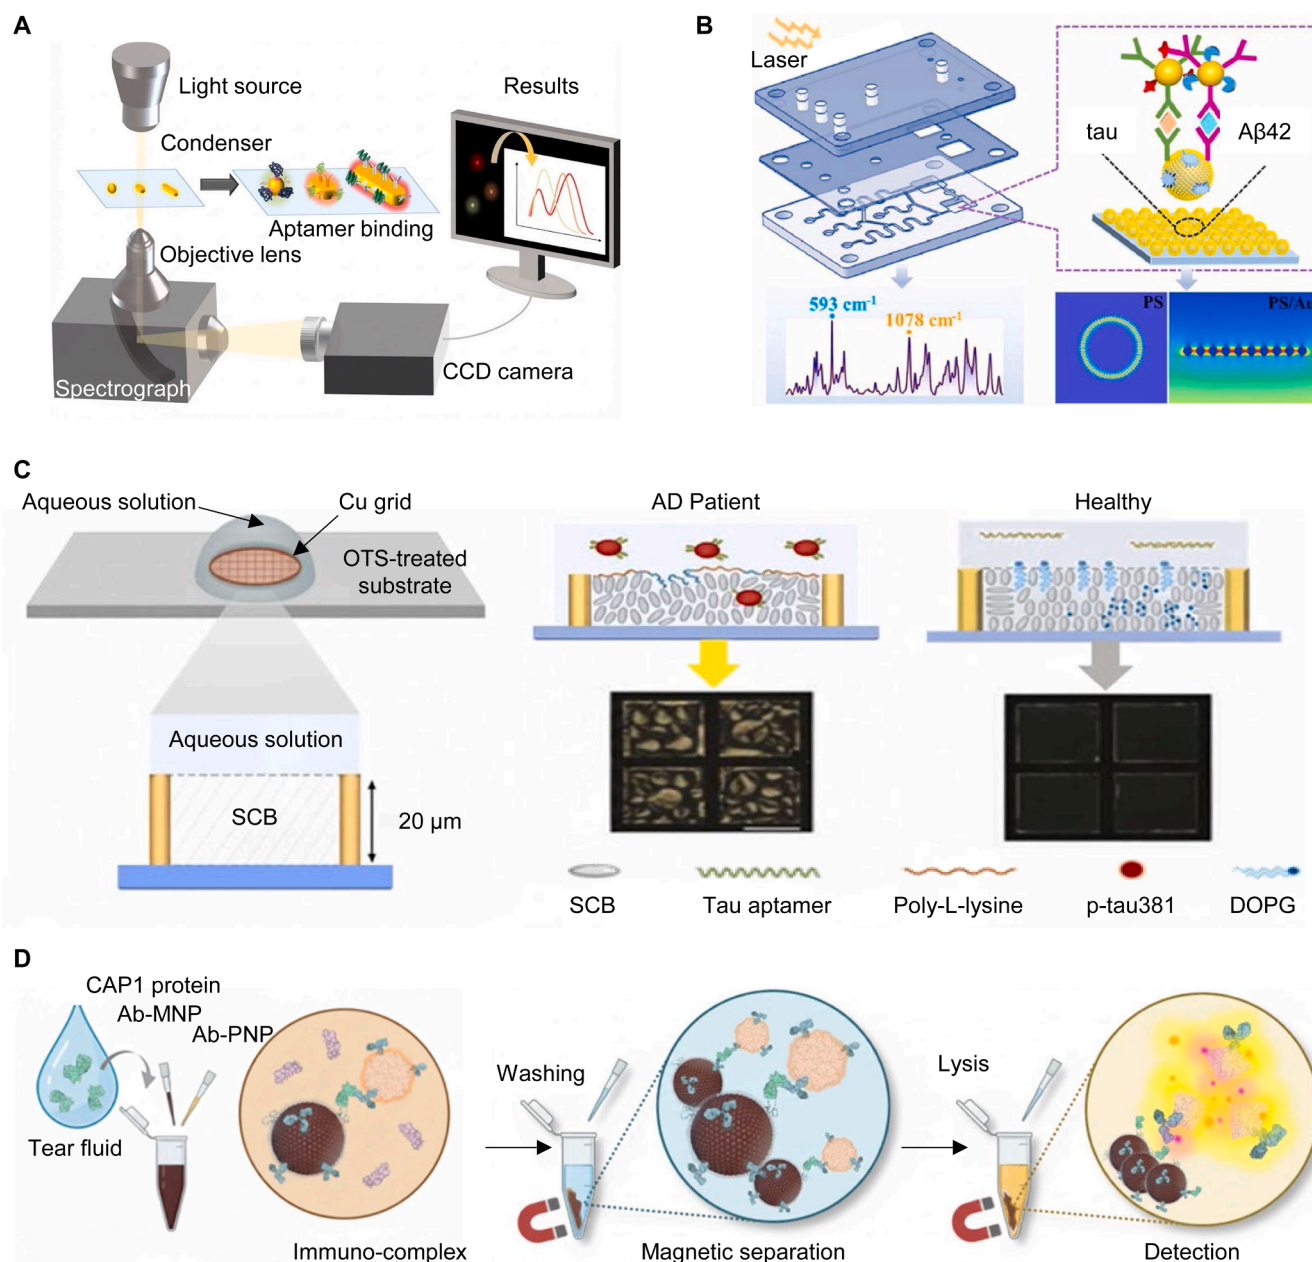 A
Light source
Results
Condenser
Aptamer binding
Objective lens
Spectrograph
CCD camera
B
Laser
tau
Aβ42
593 cm⁻¹
1078 cm⁻¹
PS
PS/Au
C
Aqueous solution
Cu grid
OTS-treated
substrate
Aqueous solution
SCB
20 μm
AD Patient
Healthy
SCB
Tau aptamer
Poly-L-lysine
p-tau381
DOPG
D
CAP1 protein
Ab-MNP
Ab-PNP
Tear fluid
Immuno-complex
Washing
Magnetic separation
Lysis
Detection